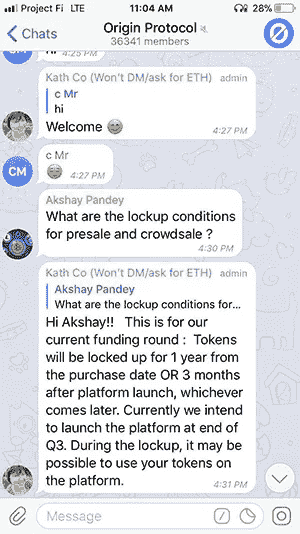 Project Fi LTE 11:04 AM 28%
Chats
Origin Protocol
36341 members
CM
4:25 PM
Kath Co (Won't DM/ask for ETH) admin
c Mr
hi
Welcome 😊
4:27 PM
c Mr
CM
😊 4:27 PM
Akshay Pandey
What are the lockup conditions
for presale and crowdsale ?
4:30 PM
Kath Co (Won't DM/ask for ETH) admin
Akshay Pandey
What are the lockup conditions for...
Hi Akshay!! This is for our
current funding round : Tokens
will be locked up for 1 year from
the purchase date OR 3 months
after platform launch, whichever
comes later. Currently we intend
to launch the platform at end of
Q3. During the lockup, it may be
possible to use your tokens on
the platform.
4:31 PM
Message